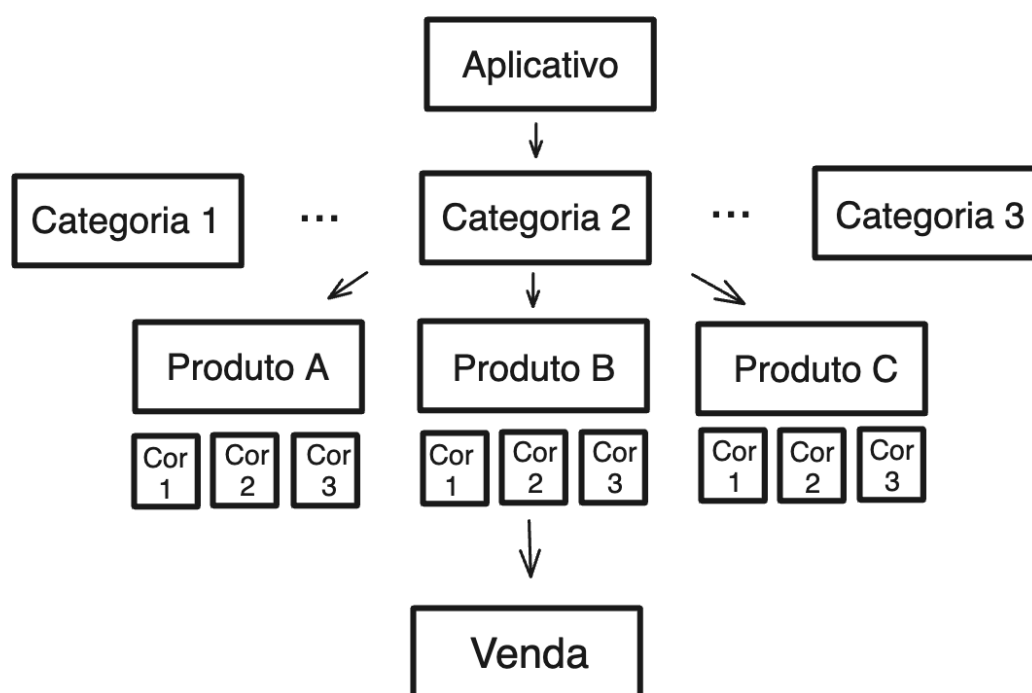 Aplicativo
Categoria 1 ... Categoria 2 ... Categoria 3
Produto A Produto B Produto C
Cor Cor Cor Cor Cor Cor Cor Cor Cor
1 2 3 1 2 3 1 2 3
Venda